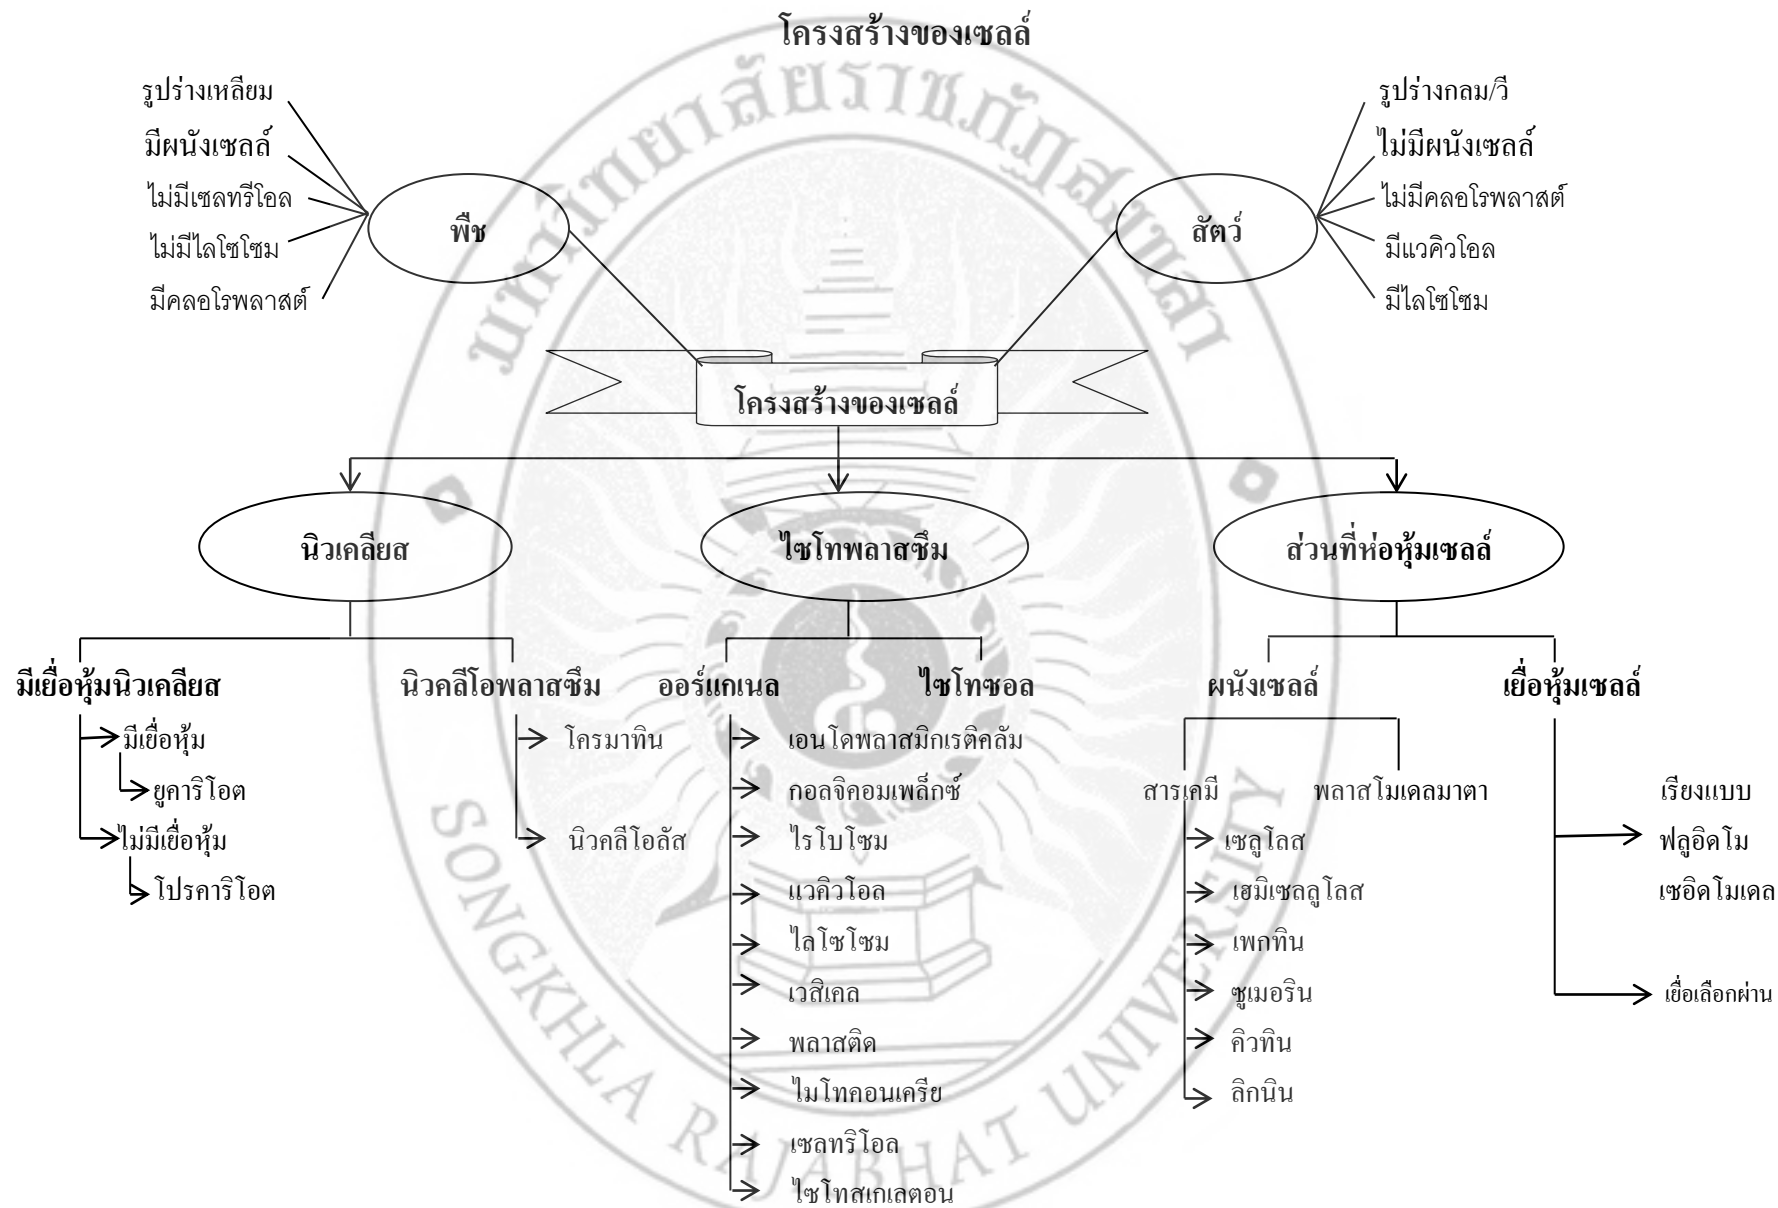 โครงสร้างของเซลล์
รูปร่างเหลียม
มีผนังเซลล์
ไม่มีเซลทรีโอล
ไม่มีไลโซโซม
มีคลอโรพลาสต์
พืช
รูปร่างกลม/วี
ไม่มีผนังเซลล์
ไม่มีคลอโรพลาสต์
มีแวคิวโอล
มีไลโซโซม
สัตว์
โครงสร้างของเซลล์
นิวเคลียส
ไซโทพลาสซึม
ส่วนที่ห่อหุ้มเซลล์
มีเยื่อหุ้มนิวเคลียส
มีเยื่อหุ้ม
ยูคาริโอต
ไม่มีเยื่อหุ้ม
โปรคาริโอต
นิวคลีโอพลาสซึม
โครมาทิน
นิวคลีโอลัส
ออร์แกเนล
เอนโดพลาสมิกเรติคลัม
กอลจิคอมเพล็กซ์
ไรโบโซม
แวคิวโอล
ไลโซโซม
เวสิเคล
พลาสติด
ไมโทคอนเครีย
เซลทริโอล
ไซโทสเกเลตอน
ไซโทซอล
ผนังเซลล์
สารเคมี
เซลูโลส
เฮมิเซลลูโลส
เพกทิน
ซูเมอริน
คิวทิน
ลิกนิน
พลาสโมเดลมาตา
เยื่อหุ้มเซลล์
เรียงแบบ
ฟลูอิดโม
เซอิดโมเดล
เยื่อเลือกผ่าน
มหาวิทยาลัยราชภัฏสงขลา
SONGKHLA RAJABHAT UNIVERSITY